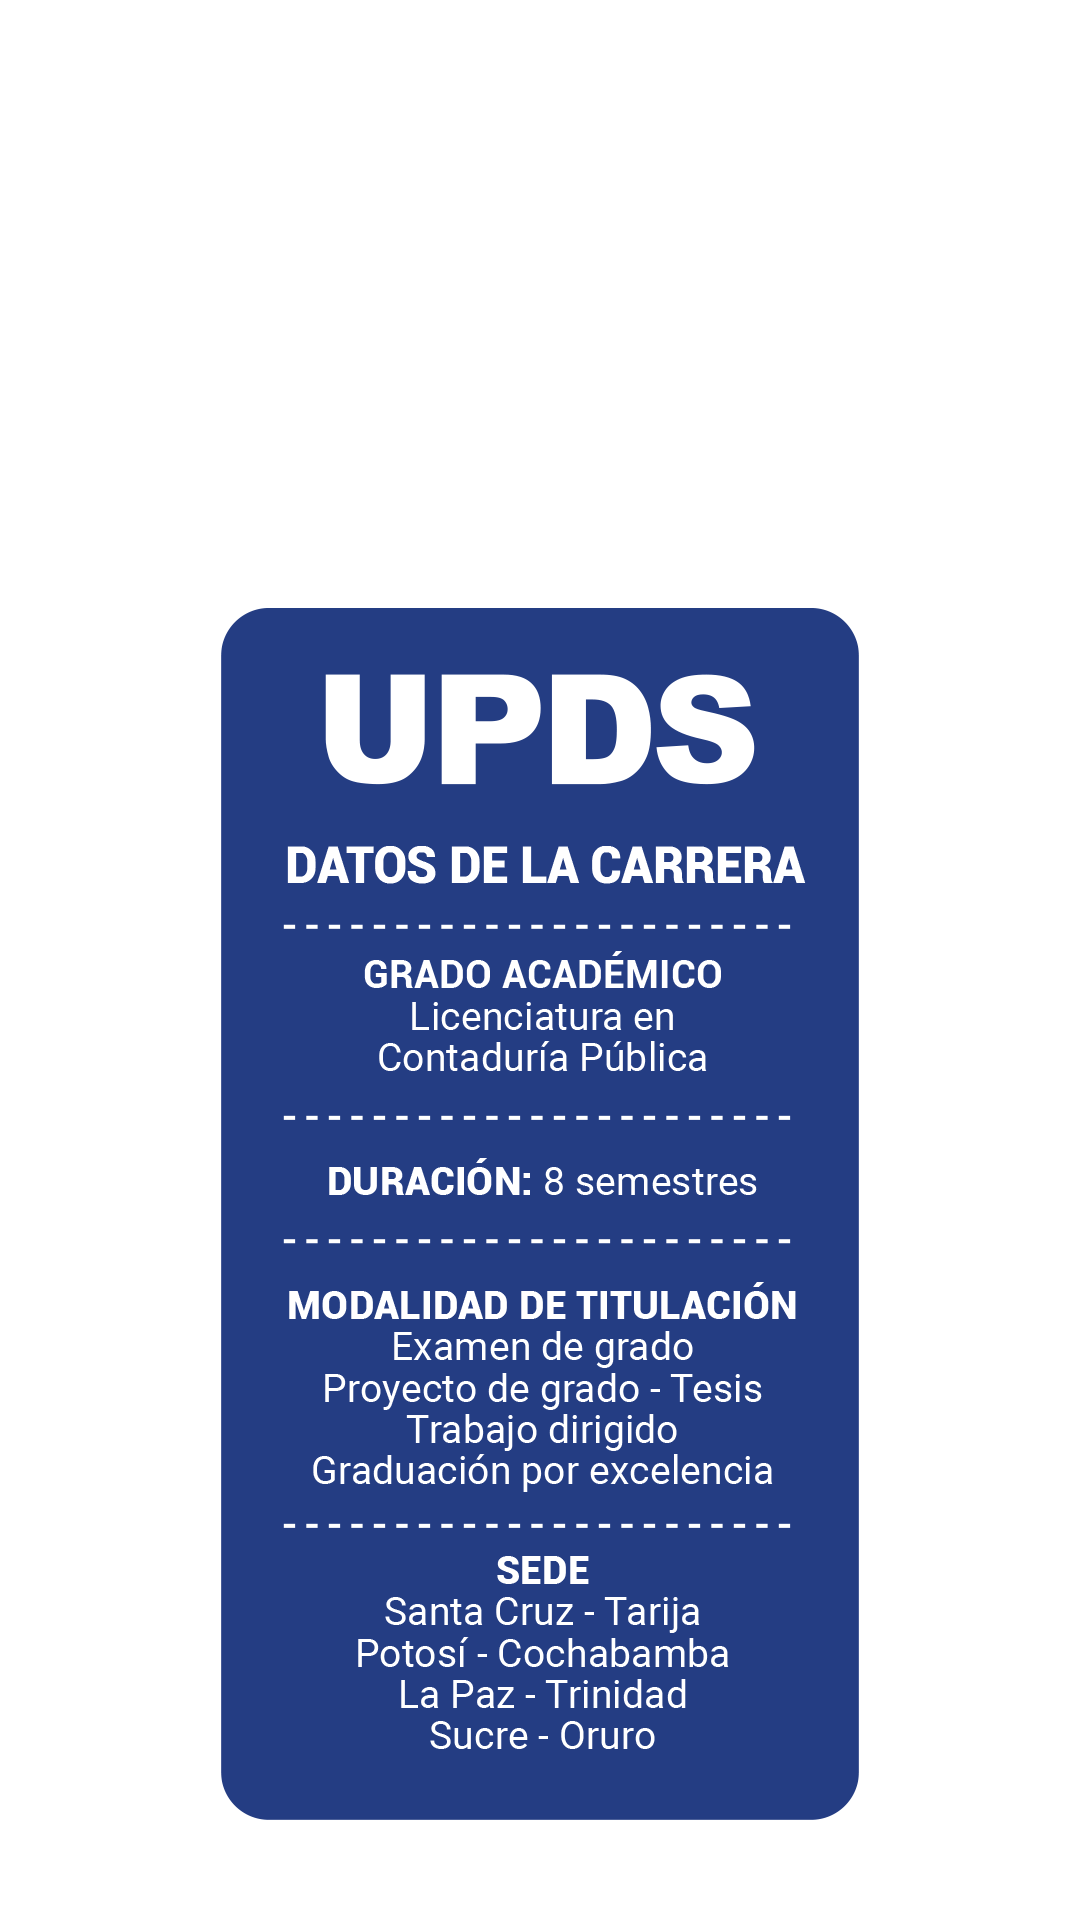 UPDS
DATOS DE LA CARRERA
- - - - - - - - - - - - - - - - - - - - - - -
GRADO ACADÉMICO
Licenciatura en
Contaduría Pública
- - - - - - - - - - - - - - - - - - - - - - -
DURACIÓN: 8 semestres
- - - - - - - - - - - - - - - - - - - - - - -
MODALIDAD DE TITULACIÓN
Examen de grado
Proyecto de grado - Tesis
Trabajo dirigido
Graduación por excelencia
- - - - - - - - - - - - - - - - - - - - - - -
SEDE
Santa Cruz - Tarija
Potosí - Cochabamba
La Paz - Trinidad
Sucre - Oruro